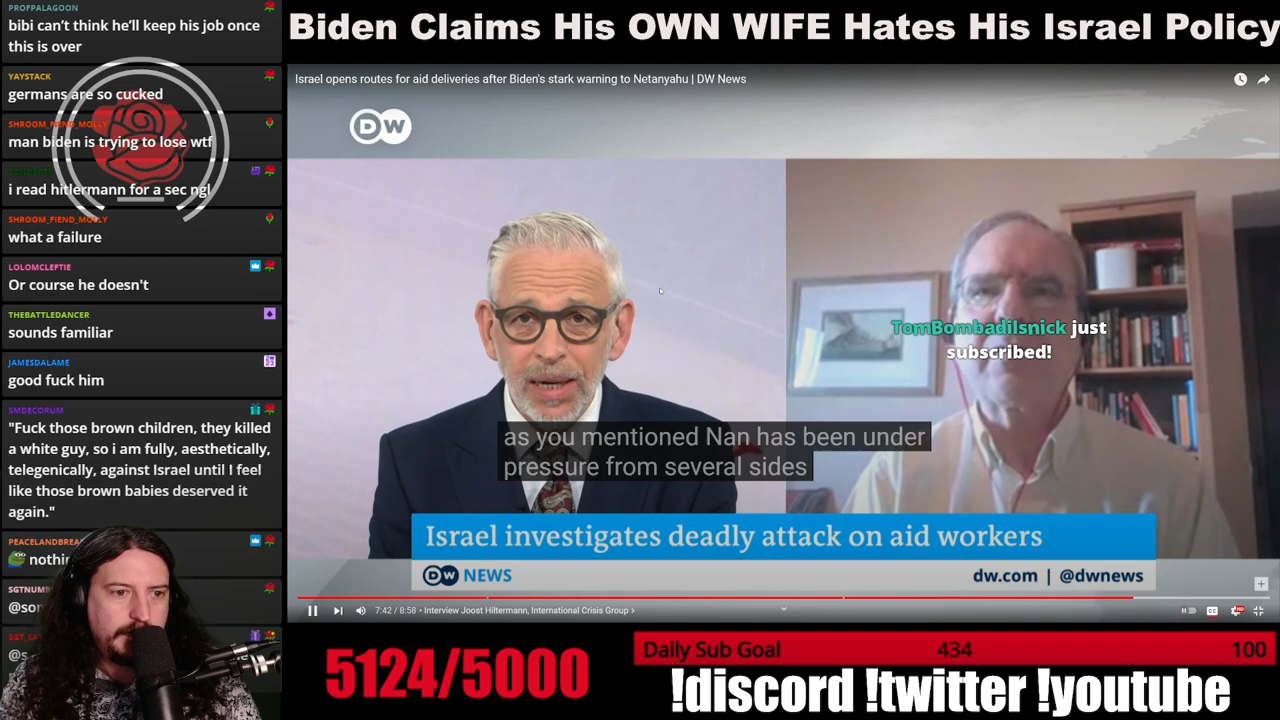 PROFPALAGOON
bibi can't think he'll keep his job once
this is over
YAYSTACK
germans are so cucked
SHROOM_FIEND_MOLLY
man biden is trying to lose wtf
i read hitlermann for a sec ngl
SHROOM_FIEND_MOLLY
what a failure
LOLOMCLEFTIE
Or course he doesn't
THEBATTLEDANCER
sounds familiar
JAMESDALAME
good fuck him
SMDECORUM
"Fuck those brown children, they killed
a white guy, so i am fully, aesthetically,
telegenically, against Israel until I feel
like those brown babies deserved it
again."
Biden Claims His OWN WIFE Hates His Israel Policy
Israel opens routes for aid deliveries after Biden's stark warning to Netanyahu | DW News
DW
TomBombadilsnick just
subscribed!
as you mentioned Nan has been under
pressure from several sides
Israel investigates deadly attack on aid workers
DW NEWS
dw.com | @dwnews
7:42 / 8:58 • Interview Joost Hiltermann, International Crisis Group >
CC
HD
5124/5000
Daily Sub Goal 434 100
!discord !twitter !youtube